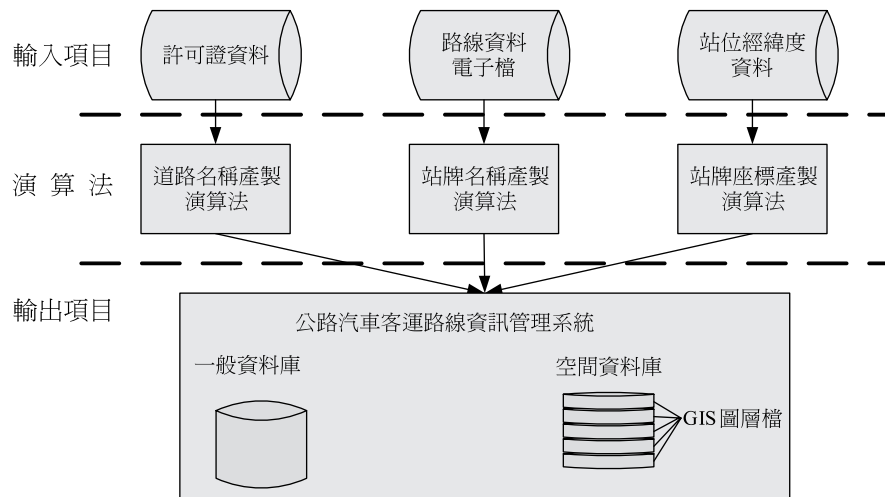 輸入項目
許可證資料
路線資料
電子檔
站位經緯度
資料
演算法
道路名稱產製
演算法
站牌名稱產製
演算法
站牌座標產製
演算法
輸出項目
公路汽車客運路線資訊管理系統
一般資料庫
空間資料庫
GIS圖層檔